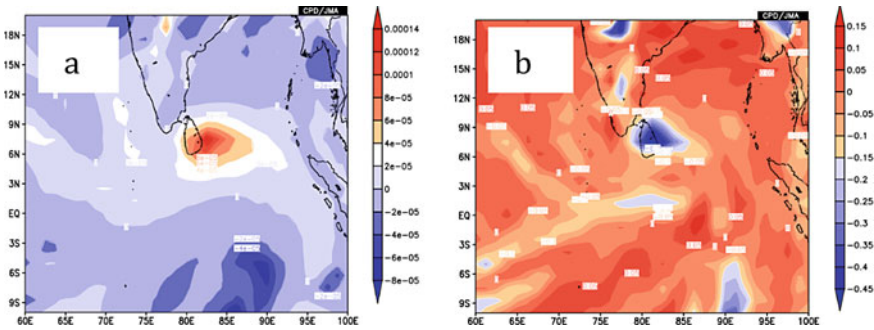 CPD/JMA
a
18N
15N
12N
9N
6N
3N
EQ
3S
6S
9S
60E 65E 70E 75E 80E 85E 90E 95E 100E
0.00014
0.0001
8e-05
6e-05
4e-05
2e-05
0
-2e-05
-4e-05
-6e-05
-8e-05
CPD/JMA
b
18N
15N
12N
9N
6N
3N
EQ
3S
6S
9S
60E 65E 70E 75E 80E 85E 90E 95E 100E
0.15
0.1
0.05
0
-0.05
-0.1
-0.15
-0.2
-0.25
-0.3
-0.35
-0.4
-0.45